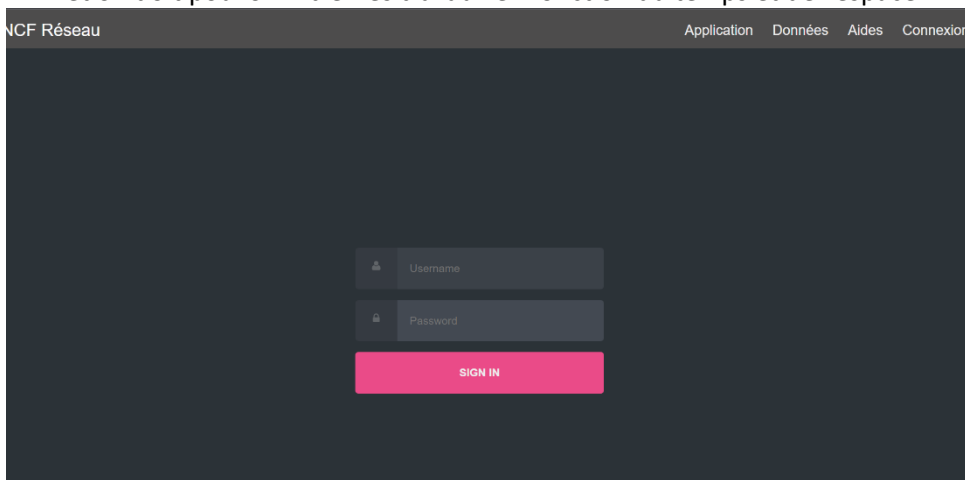 NCF Réseau Application Données Aides Connexion
Username
Password
SIGN IN